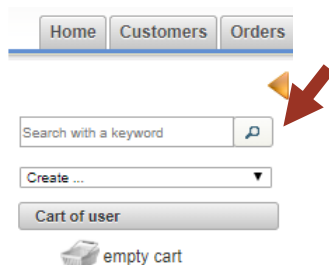 Home Customers Orders
Search with a keyword
Create ...
Cart of user
empty cart